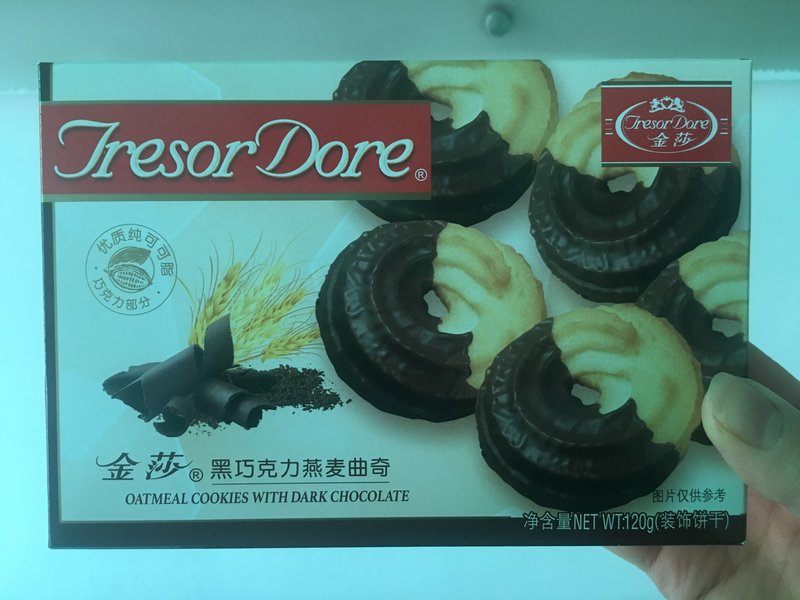 Tresor Dore®
Tresor Dore
金莎
优质纯可可脂
巧克力部分
金莎® 黑巧克力燕麦曲奇
OATMEAL COOKIES WITH DARK CHOCOLATE
图片仅供参考
净含量NET WT.120g(装饰饼干)